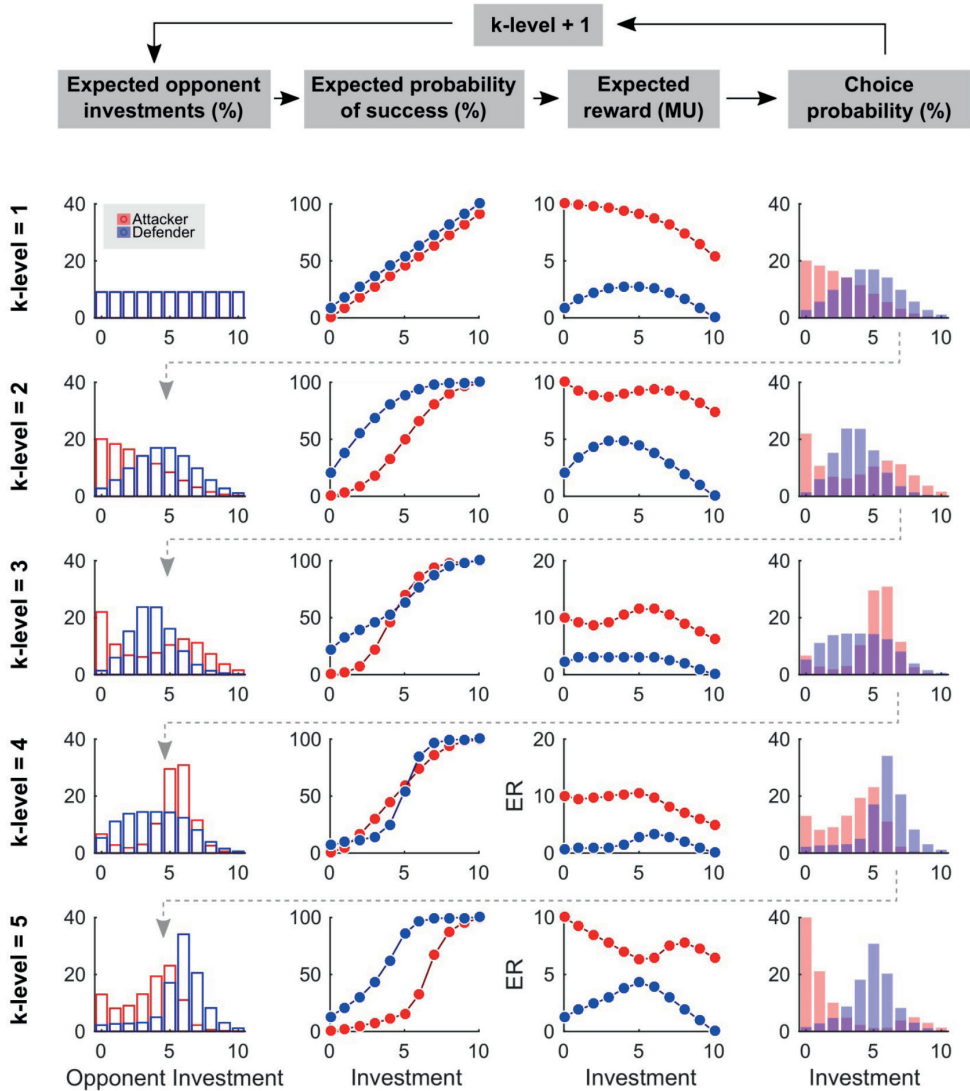 k-level + 1
Expected opponent
investments (%)
Expected probability
of success (%)
Expected
reward (MU)
Choice
probability (%)
k-level = 1
40
20
0
Attacker
Defender
0 5 10
100
50
0
0 5 10
10
5
0
0 5 10
40
20
0
0 5 10
k-level = 2
40
20
0
0 5 10
100
50
0
0 5 10
10
5
0
0 5 10
40
20
0
0 5 10
k-level = 3
40
20
0
0 5 10
100
50
0
0 5 10
20
10
0
0 5 10
40
20
0
0 5 10
k-level = 4
40
20
0
0 5 10
100
50
0
0 5 10
ER
20
10
0
0 5 10
40
20
0
0 5 10
k-level = 5
40
20
0
0 5 10
100
50
0
0 5 10
ER
10
5
0
0 5 10
40
20
0
0 5 10
Opponent Investment
Investment
Investment
Investment